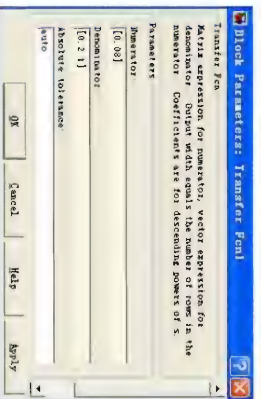 Block Parameters: Transfer Fcn1
Transfer Fcn
Matrix expression for numerator, vector expression for
denominator. Output width equals the number of rows in the
numerator. Coefficients are for descending powers of s.
Parameters
Numerator
[0.08]
Denominator
[0.2 1]
Absolute tolerance:
auto
OK
Cancel
Help
Apply